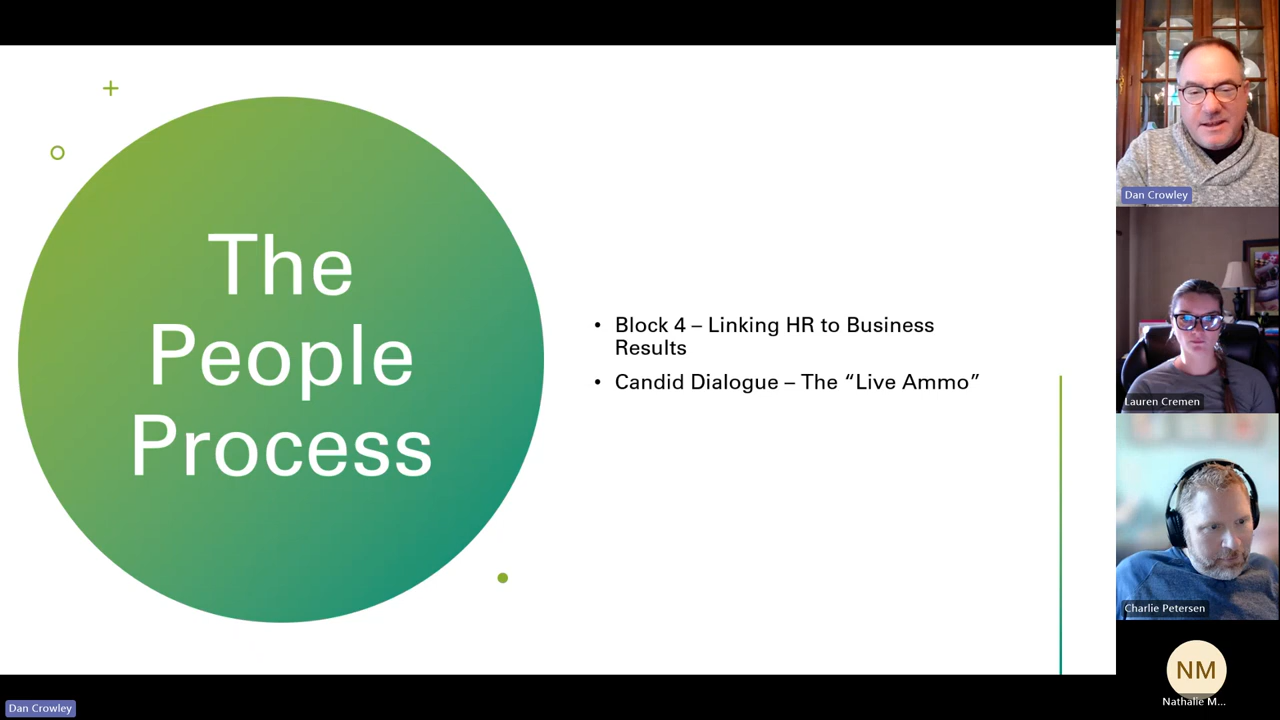 The
People
Process
• Block 4 – Linking HR to Business
Results
• Candid Dialogue – The “Live Ammo”
Dan Crowley
Lauren Cremen
Charlie Petersen
NM
Nathalie M...
Dan Crowley